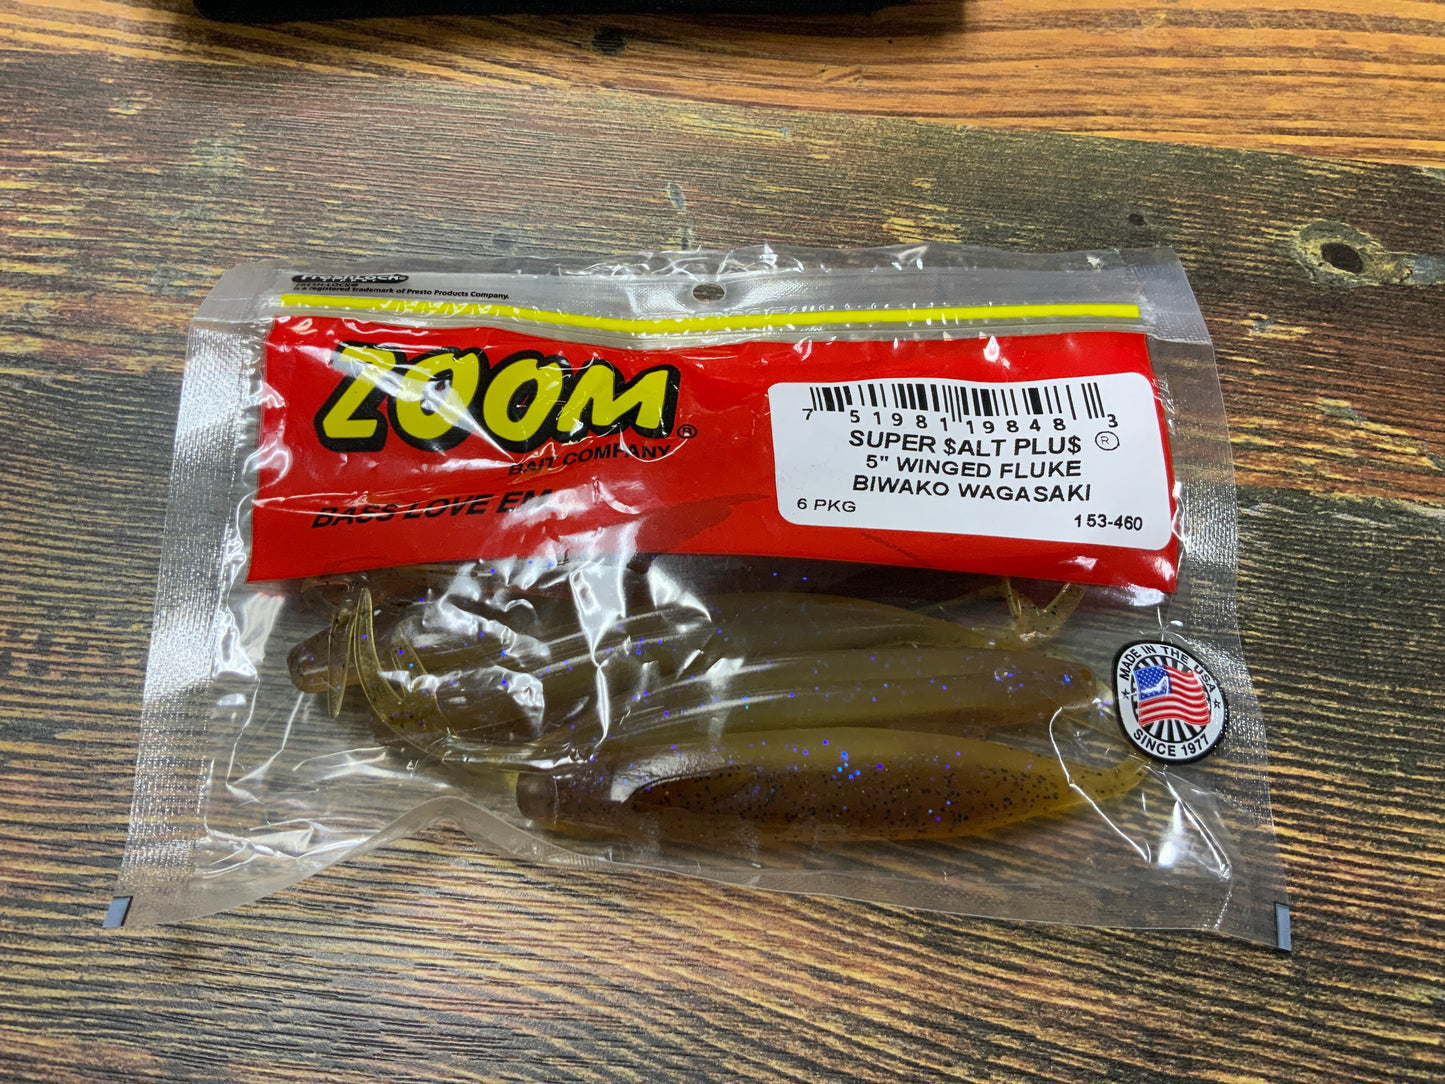 FRESH-LOCK®
is a registered trademark of Presto Products Company.
ZOOM®
BAIT COMPANY
BASS LOVE EM
7 51981 19848 3
SUPER $ALT PLU$ ®
5" WINGED FLUKE
BIWAKO WAGASAKI
6 PKG
153-460
MADE IN THE USA
SINCE 1977